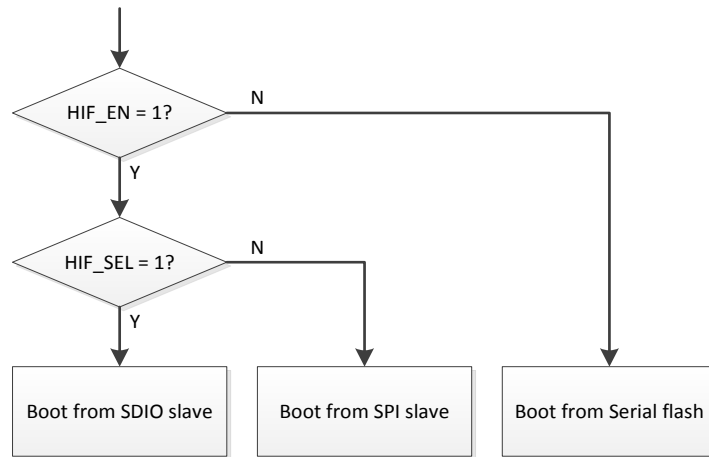 HIF_EN = 1?
N
Y
HIF_SEL = 1?
N
Y
Boot from SDIO slave
Boot from SPI slave
Boot from Serial flash